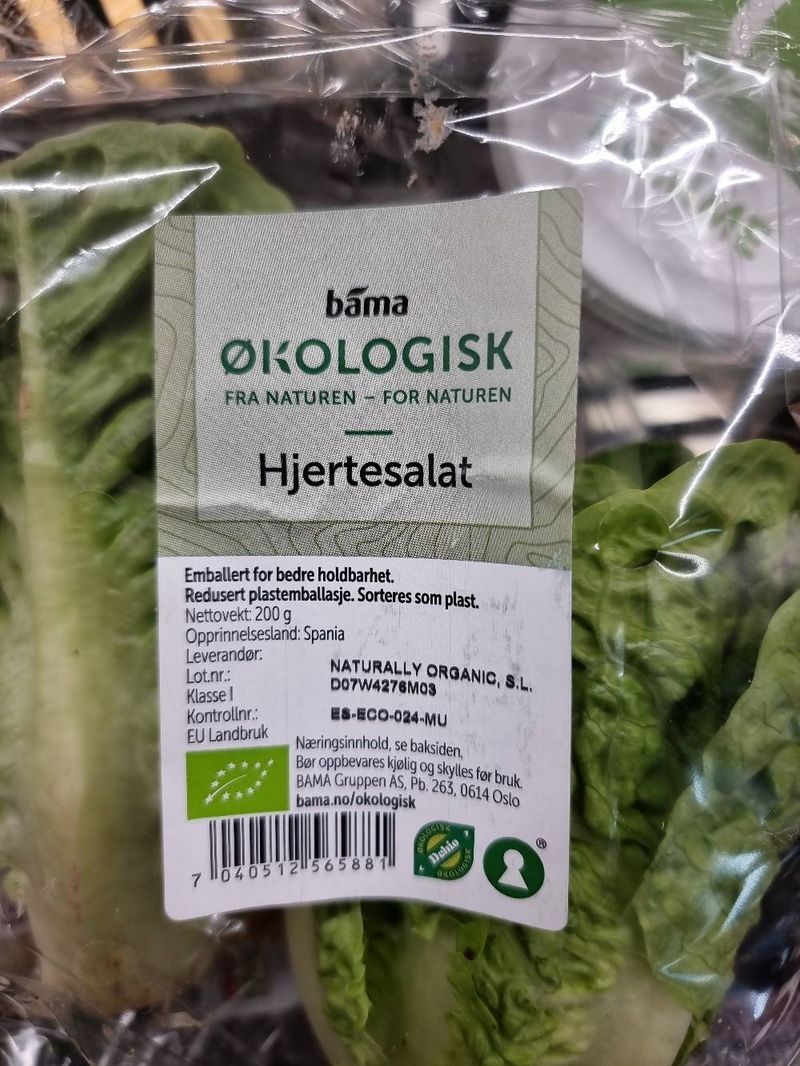 bama
ØKOLOGISK
FRA NATUREN – FOR NATUREN
Hjertesalat
Emballert for bedre holdbarhet.
Redusert plastemballasje. Sorteres som plast.
Nettovekt: 200 g
Opprinnelsesland: Spania
Leverandør: NATURALLY ORGANIC, S.L.
Lot.nr.: D07W4276M03
Klasse I
Kontrollnr.: ES-ECO-024-MU
EU Landbruk
Næringsinnhold, se baksiden.
Bør oppbevares kjølig og skylles før bruk.
BAMA Gruppen AS, Pb. 263, 0614 Oslo
bama.no/okologisk
7 040512 565881
ØKOLOGISK
Debio
ØKOLOGISK
®